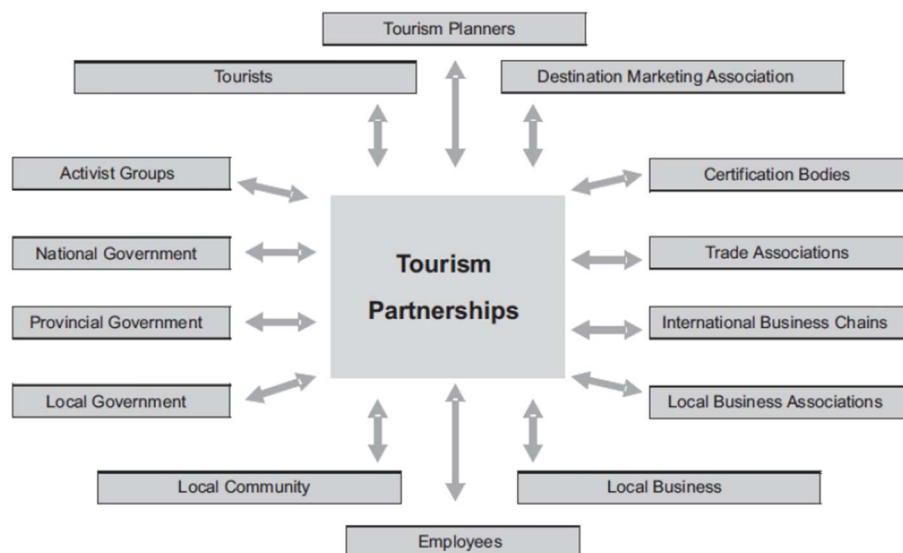 Tourism Planners
Tourists
Destination Marketing Association
Activist Groups
Certification Bodies
National Government
Trade Associations
Tourism
Partnerships
Provincial Government
International Business Chains
Local Government
Local Business Associations
Local Community
Local Business
Employees